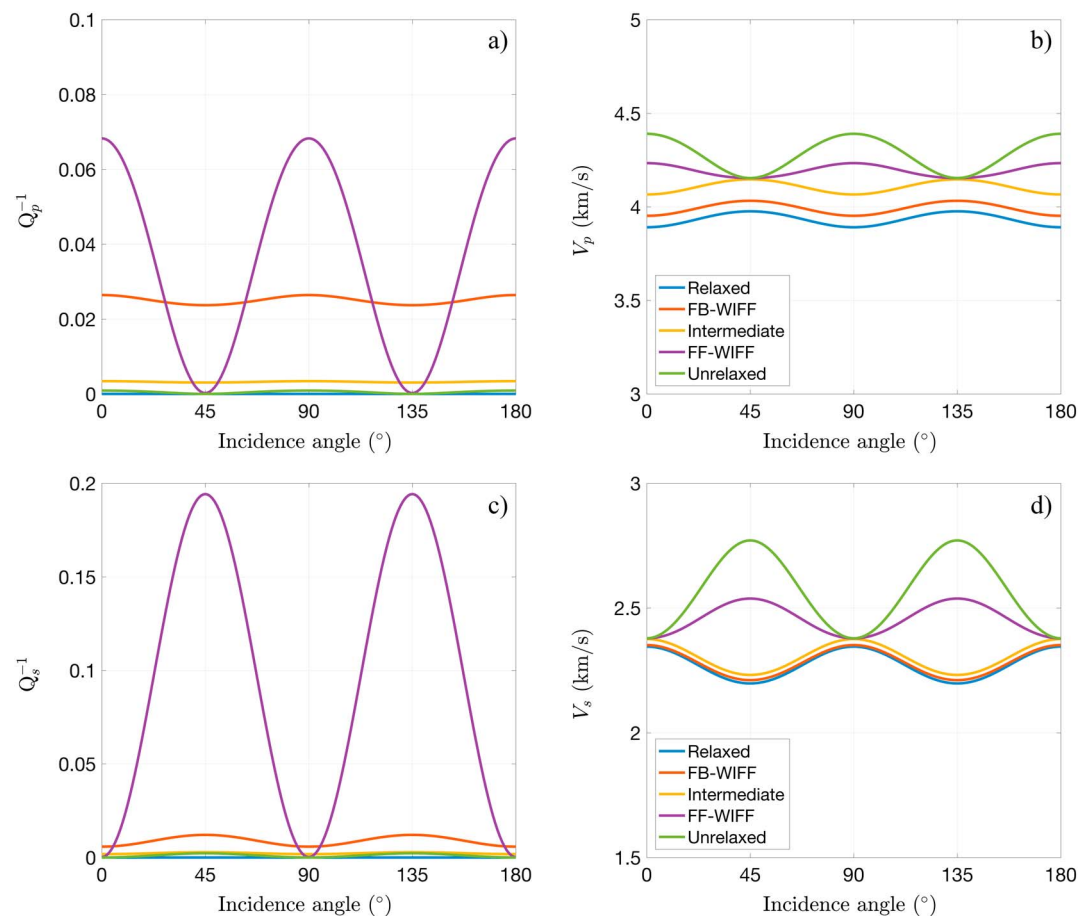 a)
0.1
0.08
0.06
0.04
0.02
0
Q_p^{-1}
0 45 90 135 180
Incidence angle (°)
b)
5
4.5
4
3.5
3
V_p (km/s)
Relaxed
FB-WIFF
Intermediate
FF-WIFF
Unrelaxed
0 45 90 135 180
Incidence angle (°)
c)
0.2
0.15
0.1
0.05
0
Q_s^{-1}
0 45 90 135 180
Incidence angle (°)
d)
3
2.5
2
1.5
V_s (km/s)
Relaxed
FB-WIFF
Intermediate
FF-WIFF
Unrelaxed
0 45 90 135 180
Incidence angle (°)